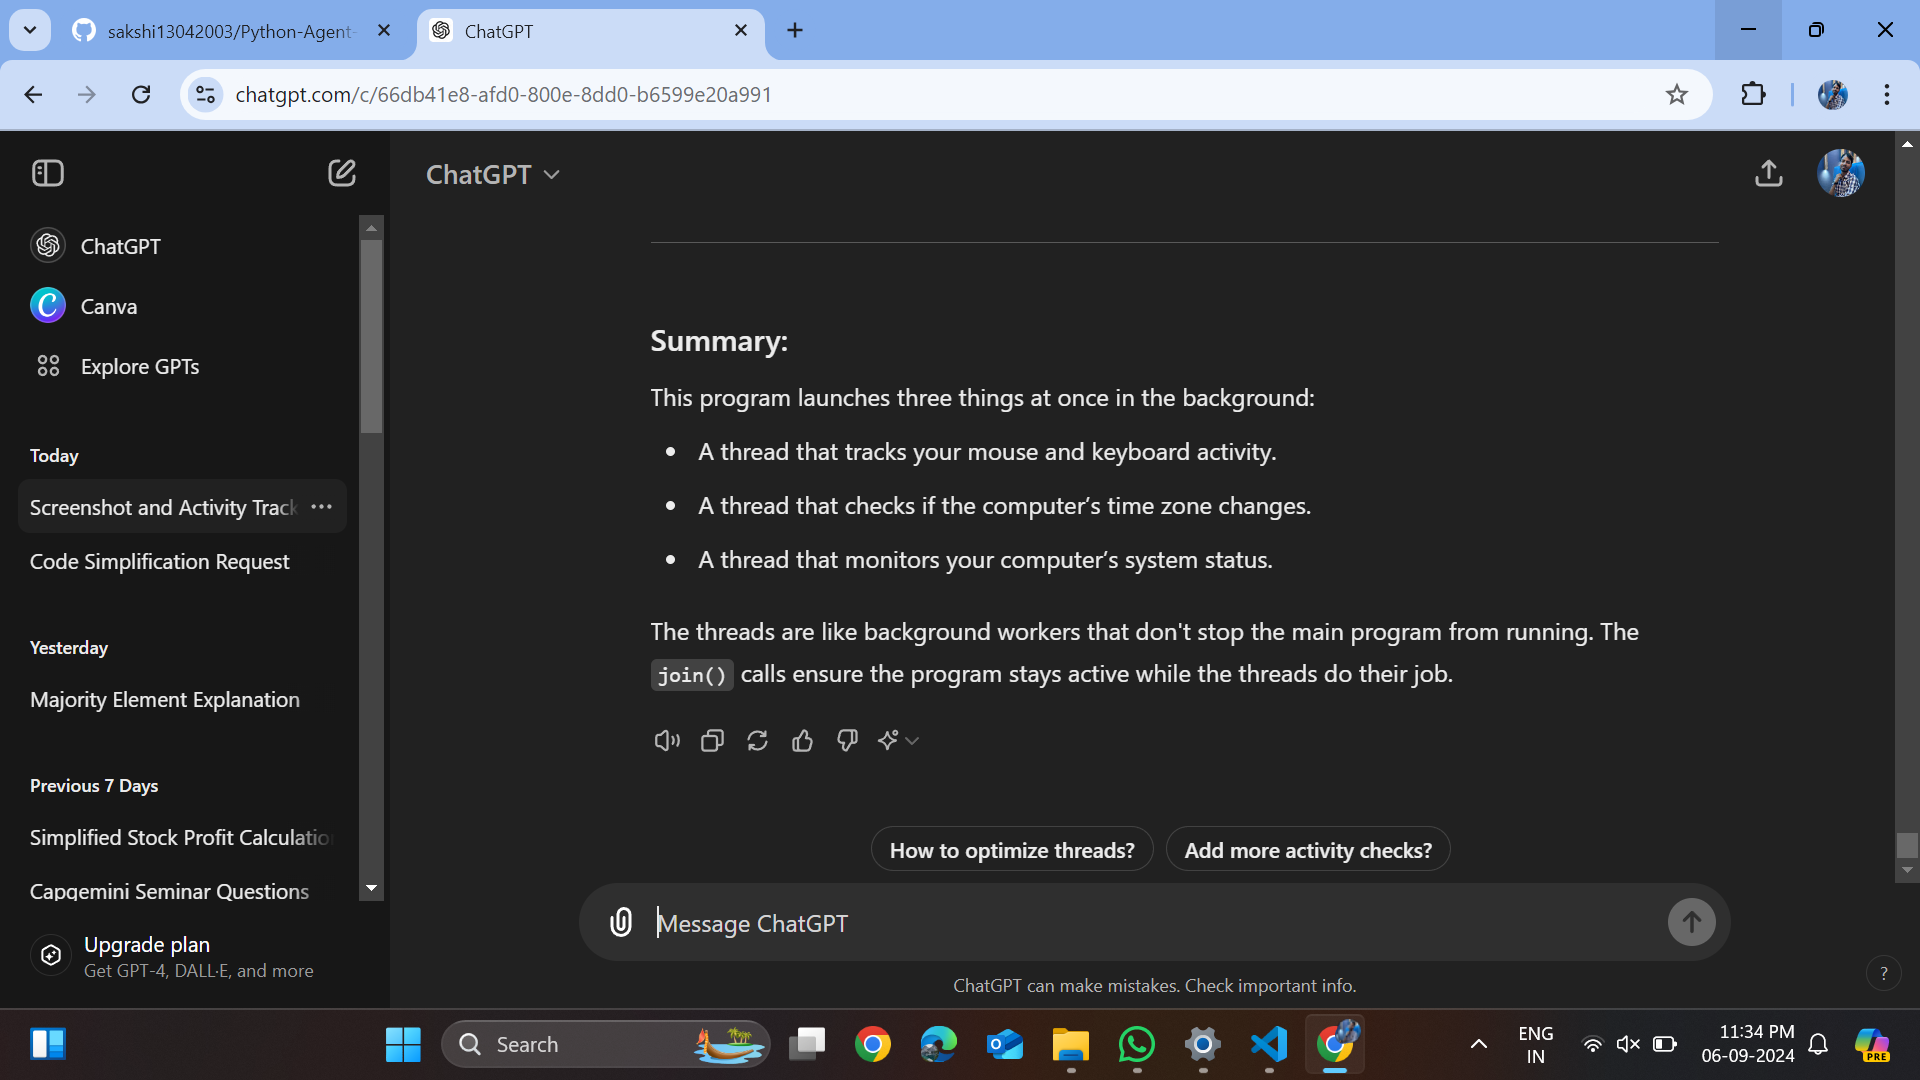 sakshi13042003/Python-Agent-
ChatGPT
chatgpt.com/c/66db41e8-afd0-800e-8dd0-b6599e20a991
ChatGPT
ChatGPT
Canva
Explore GPTs
Today
Screenshot and Activity Track
Code Simplification Request
Yesterday
Majority Element Explanation
Previous 7 Days
Simplified Stock Profit Calculatio
Capgemini Seminar Questions
Upgrade plan
Get GPT-4, DALL·E, and more
Summary:
This program launches three things at once in the background:
• A thread that tracks your mouse and keyboard activity.
• A thread that checks if the computer’s time zone changes.
• A thread that monitors your computer’s system status.
The threads are like background workers that don't stop the main program from running. The
join() calls ensure the program stays active while the threads do their job.
How to optimize threads?
Add more activity checks?
Message ChatGPT
ChatGPT can make mistakes. Check important info.
?
Search
ENG
IN
11:34 PM
06-09-2024
PRE